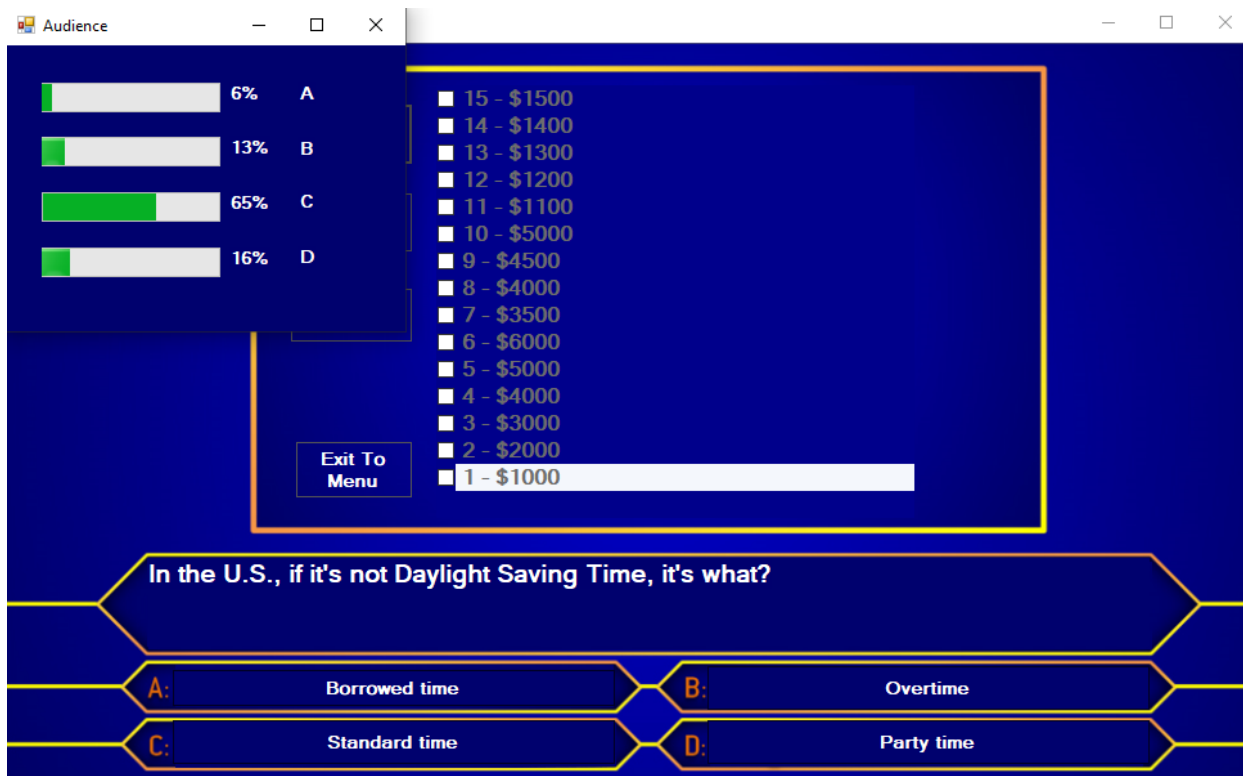 Audience
6% A
13% B
65% C
16% D
15 - $1500
14 - $1400
13 - $1300
12 - $1200
11 - $1100
10 - $5000
9 - $4500
8 - $4000
7 - $3500
6 - $6000
5 - $5000
4 - $4000
3 - $3000
2 - $2000
1 - $1000
Exit To
Menu
In the U.S., if it's not Daylight Saving Time, it's what?
A: Borrowed time
B: Overtime
C: Standard time
D: Party time